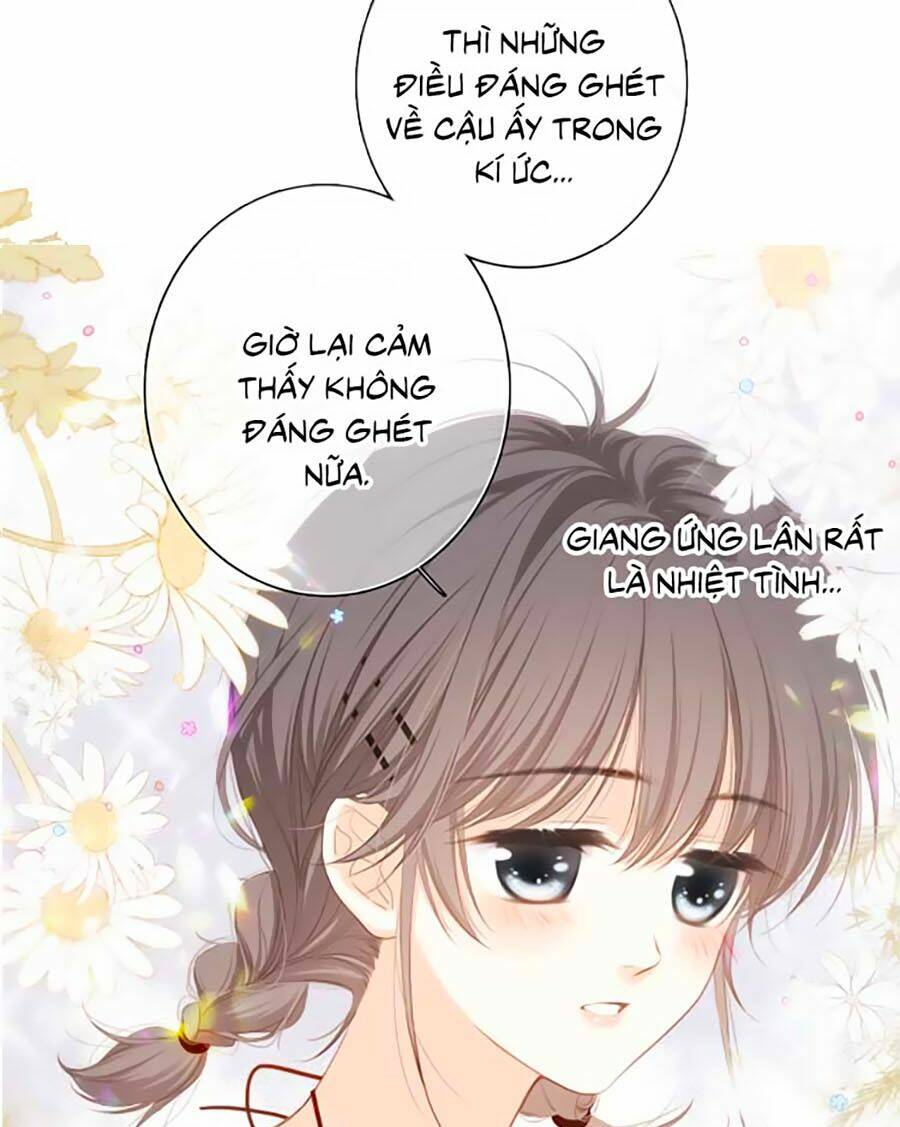 THÌ NHỮNG
ĐIỀU ĐÁNG GHÉT
VỀ CẬU ẤY TRONG
KÍ ỨC...
GIỜ LẠI CẢM
THẤY KHÔNG
ĐÁNG GHÉT
NỮA.
GIANG ỨNG LÂN RẤT
LÀ NHIỆT TÌNH...